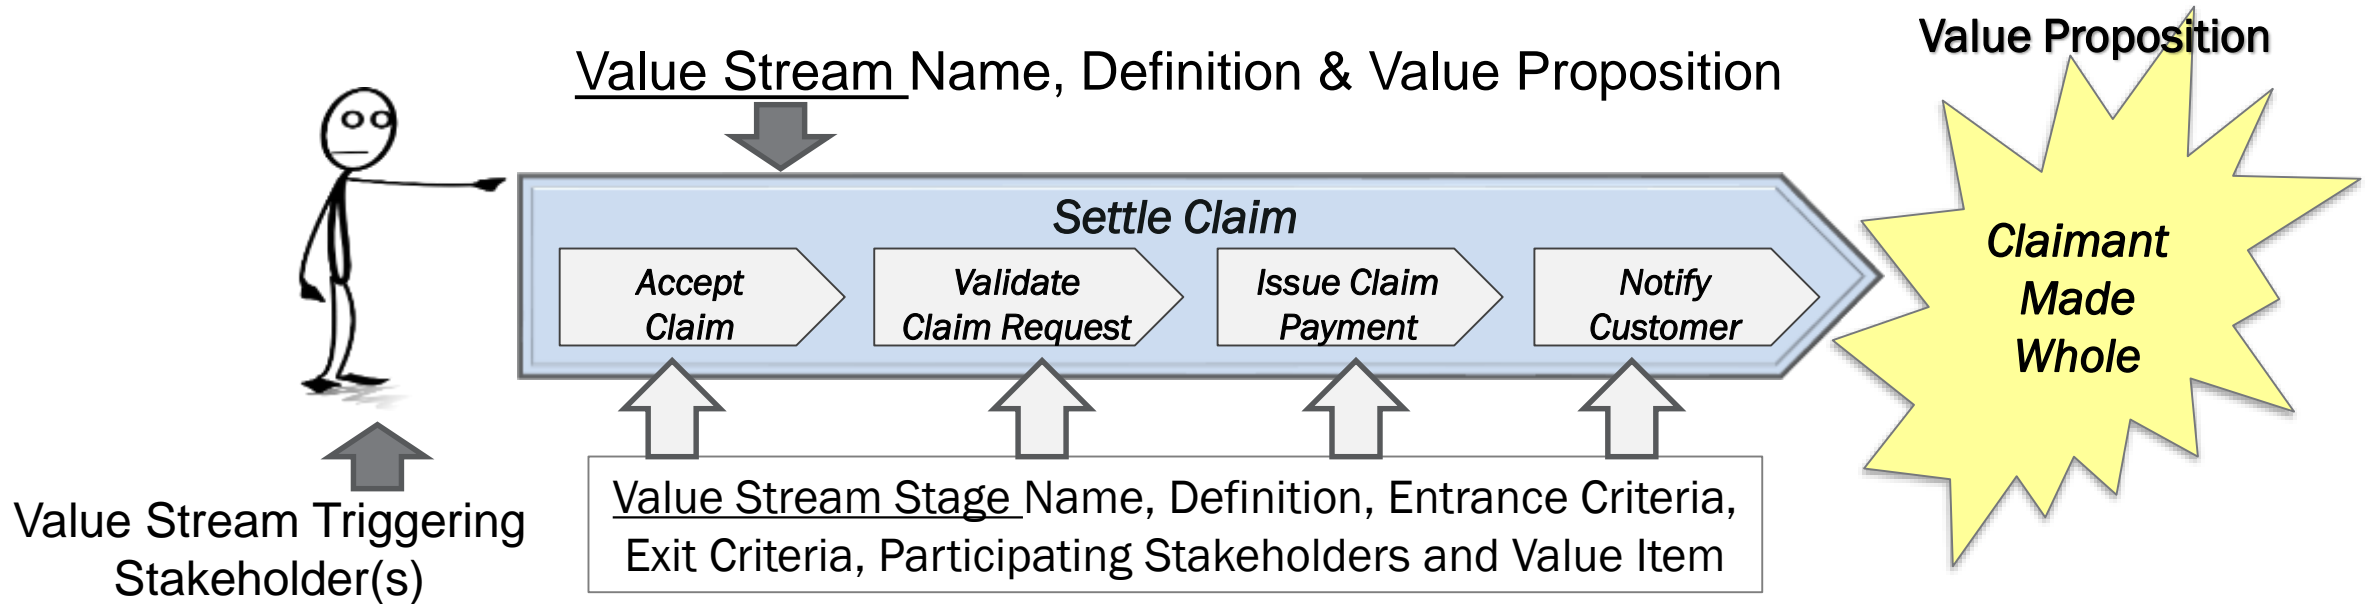 Value Proposition
Value Stream Name, Definition & Value Proposition
Settle Claim
Accept
Claim
Validate
Claim Request
Issue Claim
Payment
Notify
Customer
Claimant
Made
Whole
Value Stream Triggering
Stakeholder(s)
Value Stream Stage Name, Definition, Entrance Criteria,
Exit Criteria, Participating Stakeholders and Value Item